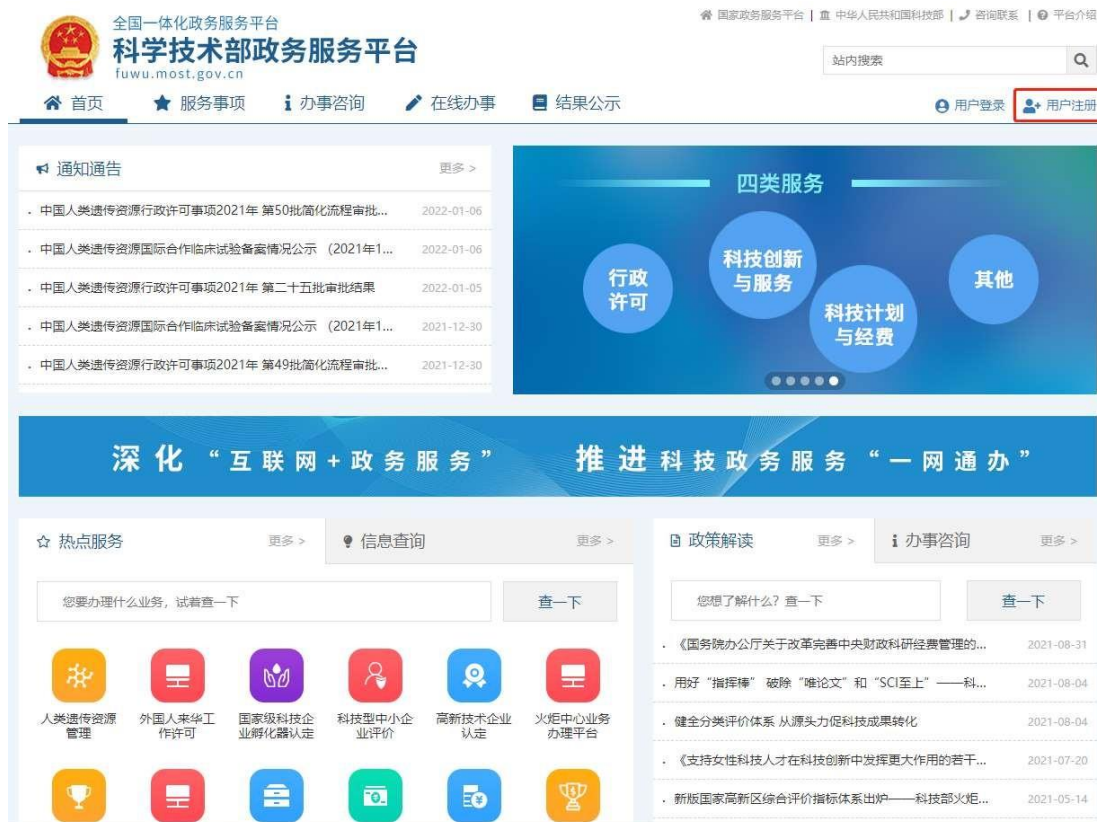 国家政务服务平台 | 中华人民共和国科技部 | 咨询联系 | 平台介绍
全国一体化政务服务平台
科学技术部政务服务平台
fuwu.most.gov.cn
站内搜索
首页 服务事项 办事咨询 在线办事 结果公示 用户登录 用户注册
通知通告 更多 >
中国人类遗传资源行政许可事项2021年 第50批简化流程审批... 2022-01-06
中国人类遗传资源国际合作临床试验备案情况公示 (2021年1... 2022-01-06
中国人类遗传资源行政许可事项2021年 第二十五批审批结果 2022-01-05
中国人类遗传资源国际合作临床试验备案情况公示 (2021年1... 2021-12-30
中国人类遗传资源行政许可事项2021年 第49批简化流程审批... 2021-12-30
四类服务
行政
许可
科技创新
与服务
科技计划
与经费
其他
深化“互联网+政务服务” 推进科技政务服务“一网通办”
热点服务 更多 >
信息查询 更多 >
您要办理什么业务，试着查一下 查一下
人类遗传资源
管理
外国人来华工
作许可
国家级科技企
业孵化器认定
科技型中小企
业评价
高新技术企业
认定
火炬中心业务
办理平台
政策解读 更多 >
办事咨询 更多 >
您想了解什么？查一下 查一下
《国务院办公厅关于改革完善中央财政科研经费管理的... 2021-08-31
用好“指挥棒” 破除“唯论文”和“SCI至上”——科... 2021-08-04
健全分类评价体系 从源头力促科技成果转化 2021-08-04
《支持女性科技人才在科技创新中发挥更大作用的若干... 2021-07-20
新版国家高新区综合评价指标体系出炉——科技部火炬... 2021-05-14